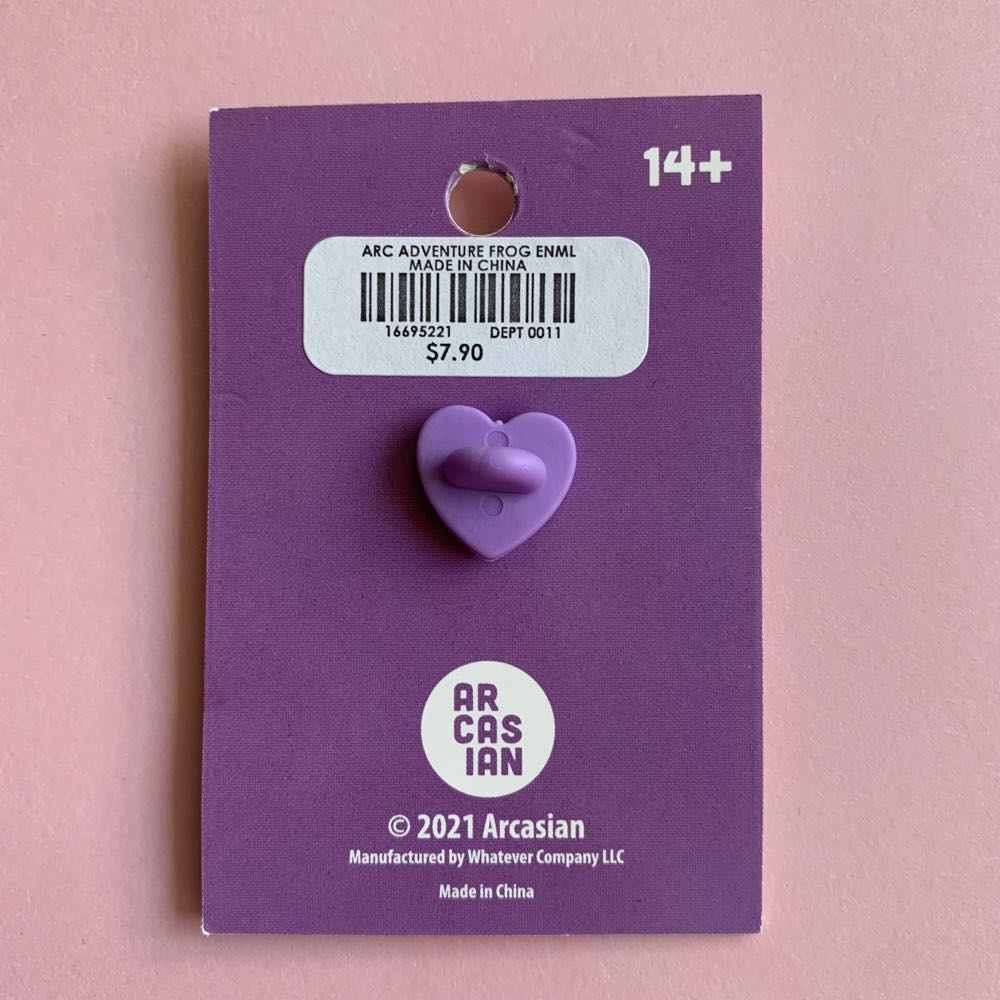 14+
ARC ADVENTURE FROG ENML
MADE IN CHINA
16695221 DEPT 0011
$7.90
AR
CAS
IAN
© 2021 Arcasian
Manufactured by Whatever Company LLC
Made in China